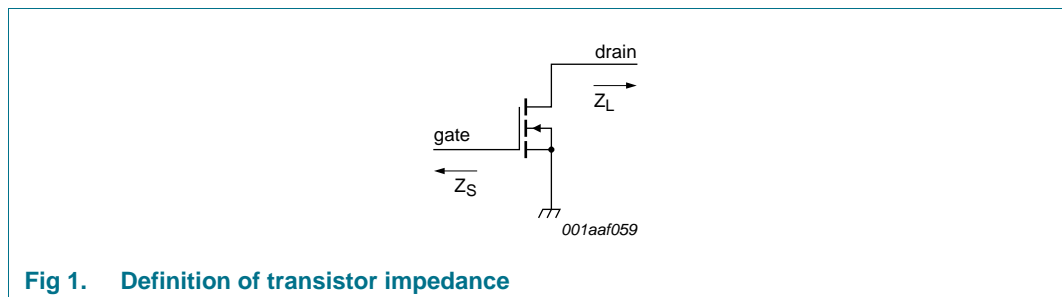 drain
Z_L
gate
Z_S
001aaf059
Fig 1. Definition of transistor impedance